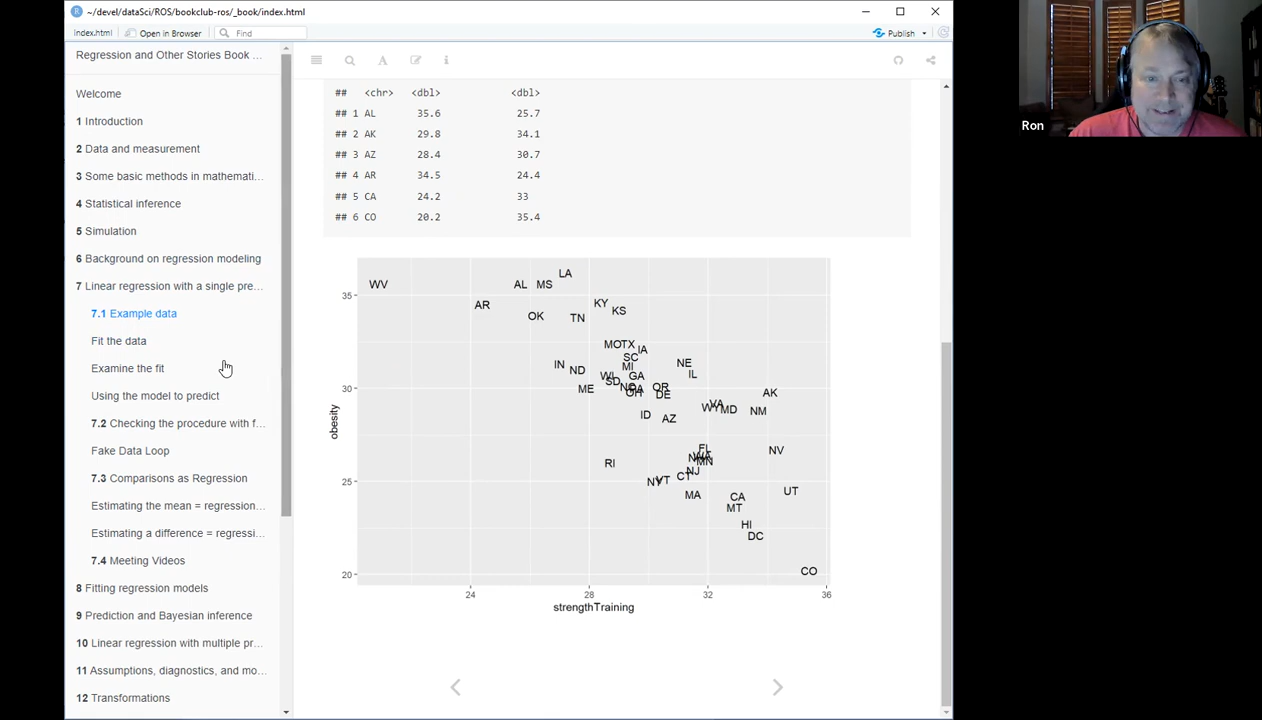 ~/devel/dataSci/ROS/bookclub-ros/_book/index.html
index.html
Open in Browser
Find
Publish
Regression and Other Stories Book ...
Welcome
1 Introduction
2 Data and measurement
3 Some basic methods in mathemati...
4 Statistical inference
5 Simulation
6 Background on regression modeling
7 Linear regression with a single pre...
7.1 Example data
Fit the data
Examine the fit
Using the model to predict
7.2 Checking the procedure with f...
Fake Data Loop
7.3 Comparisons as Regression
Estimating the mean = regression...
Estimating a difference = regressi...
7.4 Meeting Videos
8 Fitting regression models
9 Prediction and Bayesian inference
10 Linear regression with multiple pr...
11 Assumptions, diagnostics, and mo...
12 Transformations
## <chr> <dbl> <dbl>
## 1 AL 35.6 25.7
## 2 AK 29.8 34.1
## 3 AZ 28.4 30.7
## 4 AR 34.5 24.4
## 5 CA 24.2 33
## 6 CO 20.2 35.4
LA
WV AL MS
35
AR KY KS
OK TN
MO TX IA
SC
IN ND MI NE
WI GA IL
SD
30
ME OH OR DE AK
WY VA MD NM
ID AZ
FL NV
RI MN
NJ
25
NY VT CT
MA CA UT
MT
HI
DC
20
CO
obesity
24 28 32 36
strengthTraining
Ron